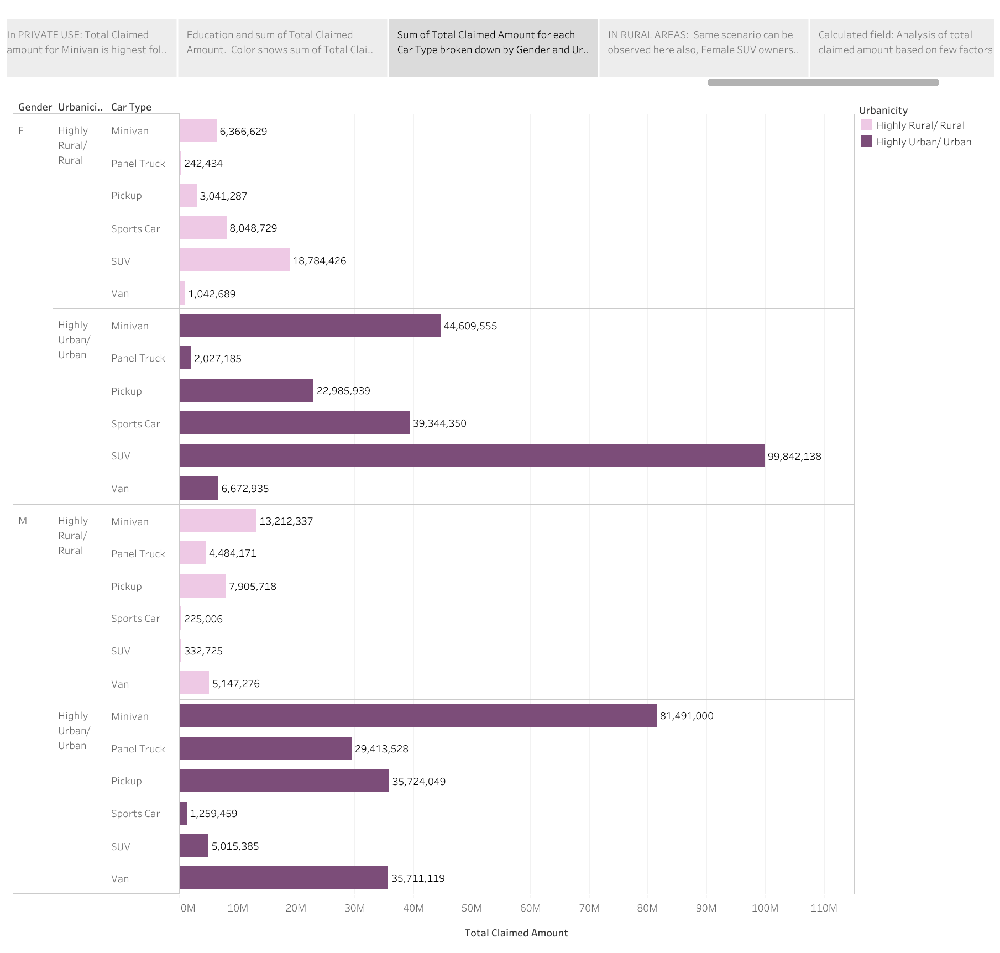 In PRIVATE USE: Total Claimed
amount for Minivan is highest fol..
Education and sum of Total Claimed
Amount.  Color shows sum of Total Clai..
Sum of Total Claimed Amount for each
Car Type broken down by Gender and Ur..
IN RURAL AREAS:  Same scenario can be
observed here also, Female SUV owners..
Calculated field: Analysis of total
claimed amount based on few factors
Gender Urbanici.. Car Type
Urbanicity
Highly Rural/ Rural
Highly Urban/ Urban
F
Highly
Rural/
Rural
Minivan 6,366,629
Panel Truck 242,434
Pickup 3,041,287
Sports Car 8,048,729
SUV 18,784,426
Van 1,042,689
Highly
Urban/
Urban
Minivan 44,609,555
Panel Truck 2,027,185
Pickup 22,985,939
Sports Car 39,344,350
SUV 99,842,138
Van 6,672,935
M
Highly
Rural/
Rural
Minivan 13,212,337
Panel Truck 4,484,171
Pickup 7,905,718
Sports Car 225,006
SUV 332,725
Van 5,147,276
Highly
Urban/
Urban
Minivan 81,491,000
Panel Truck 29,413,528
Pickup 35,724,049
Sports Car 1,259,459
SUV 5,015,385
Van 35,711,119
0M 10M 20M 30M 40M 50M 60M 70M 80M 90M 100M 110M
Total Claimed Amount